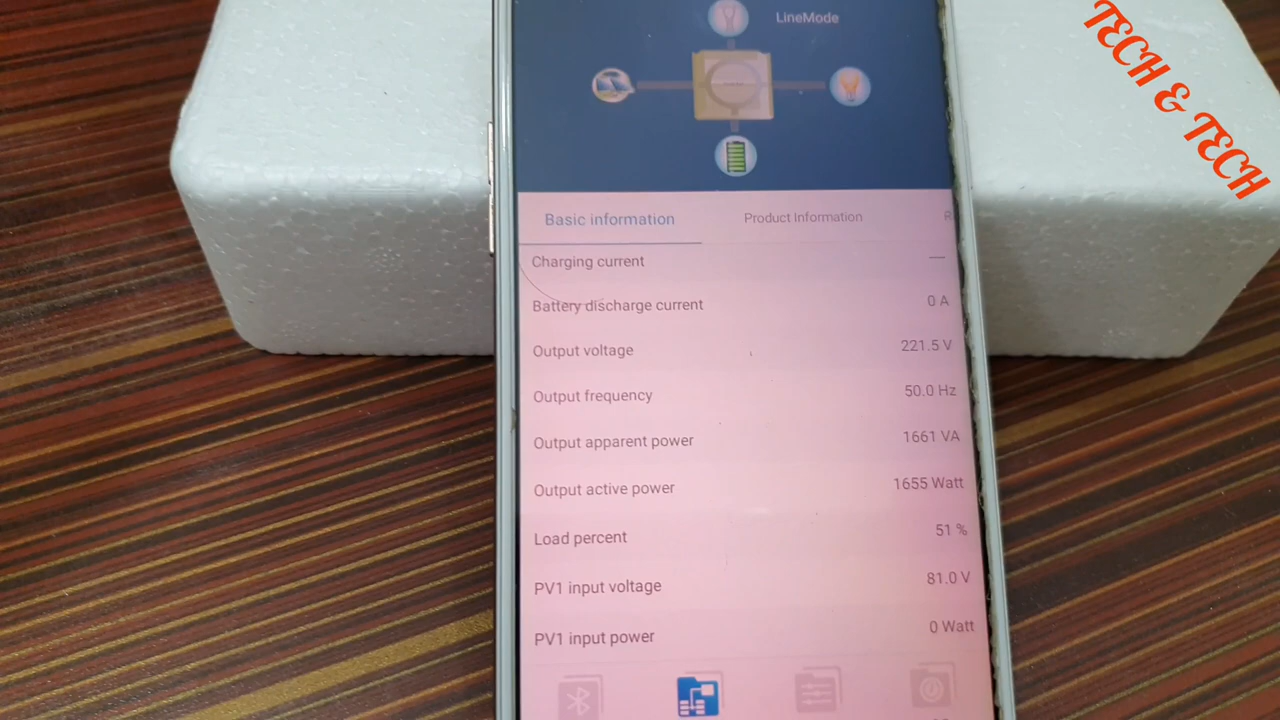 LineMode
TECH & TECH
Basic information
Product Information
Charging current —
Battery discharge current 0 A
Output voltage 221.5 V
Output frequency 50.0 Hz
Output apparent power 1661 VA
Output active power 1655 Watt
Load percent 51 %
PV1 input voltage 81.0 V
PV1 input power 0 Watt